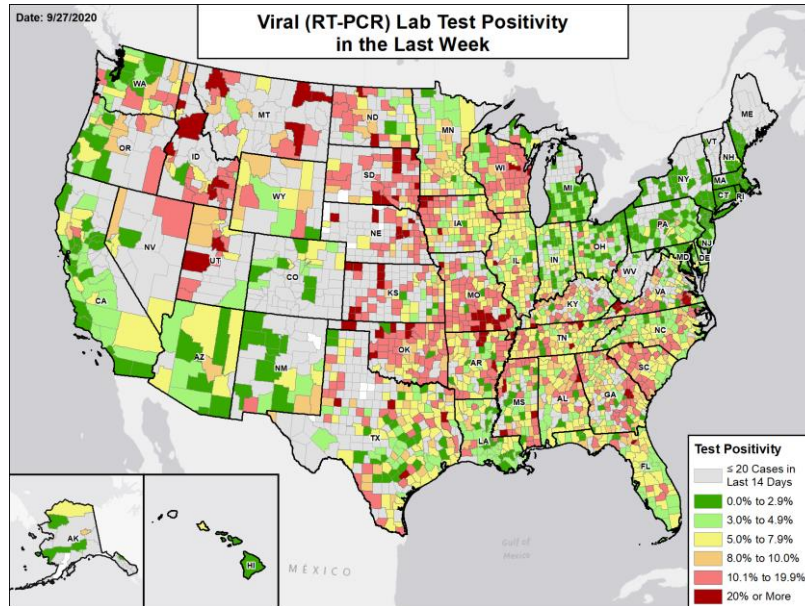 Date: 9/27/2020
Viral (RT-PCR) Lab Test Positivity
in the Last Week
WA
MT
ND
MN
ME
OR
ID
SD
WI
VT
NH
NY
MA
CT
RI
MI
WY
IA
NE
PA
NJ
NV
UT
CO
IL
IN
OH
MD
DE
WV
VA
CA
KS
MO
KY
NC
TN
AZ
NM
OK
AR
SC
MS
AL
GA
TX
LA
FL
AK
HI
MÉXICO
Gulf of
Mexico
Test Positivity
≤ 20 Cases in
Last 14 Days
0.0% to 2.9%
3.0% to 4.9%
5.0% to 7.9%
8.0% to 10.0%
10.1% to 19.9%
20% or More